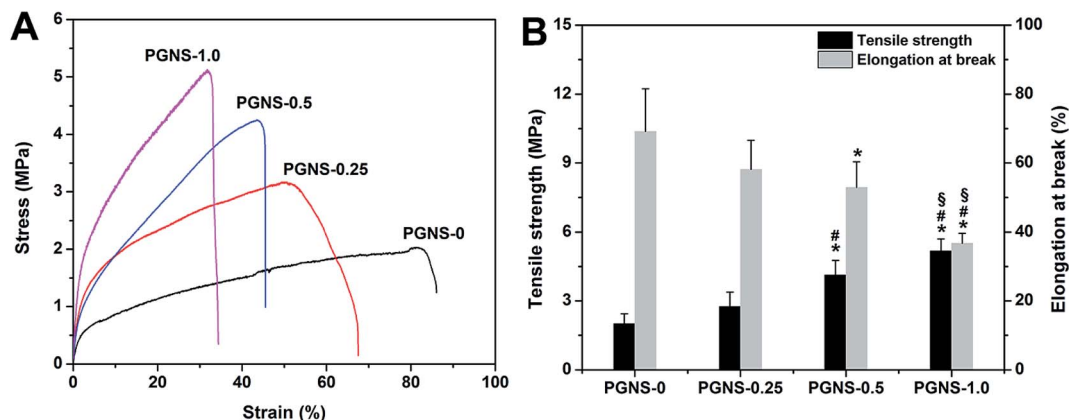 A
6
5
4
3
2
1
0
Stress (MPa)
PGNS-1.0
PGNS-0.5
PGNS-0.25
PGNS-0
0 20 40 60 80 100
Strain (%)
B
15
12
9
6
3
0
Tensile strength (MPa)
Tensile strength
Elongation at break
*
#
*
§
#
*
§
#
*
100
80
60
40
20
0
Elongation at break (%)
PGNS-0 PGNS-0.25 PGNS-0.5 PGNS-1.0